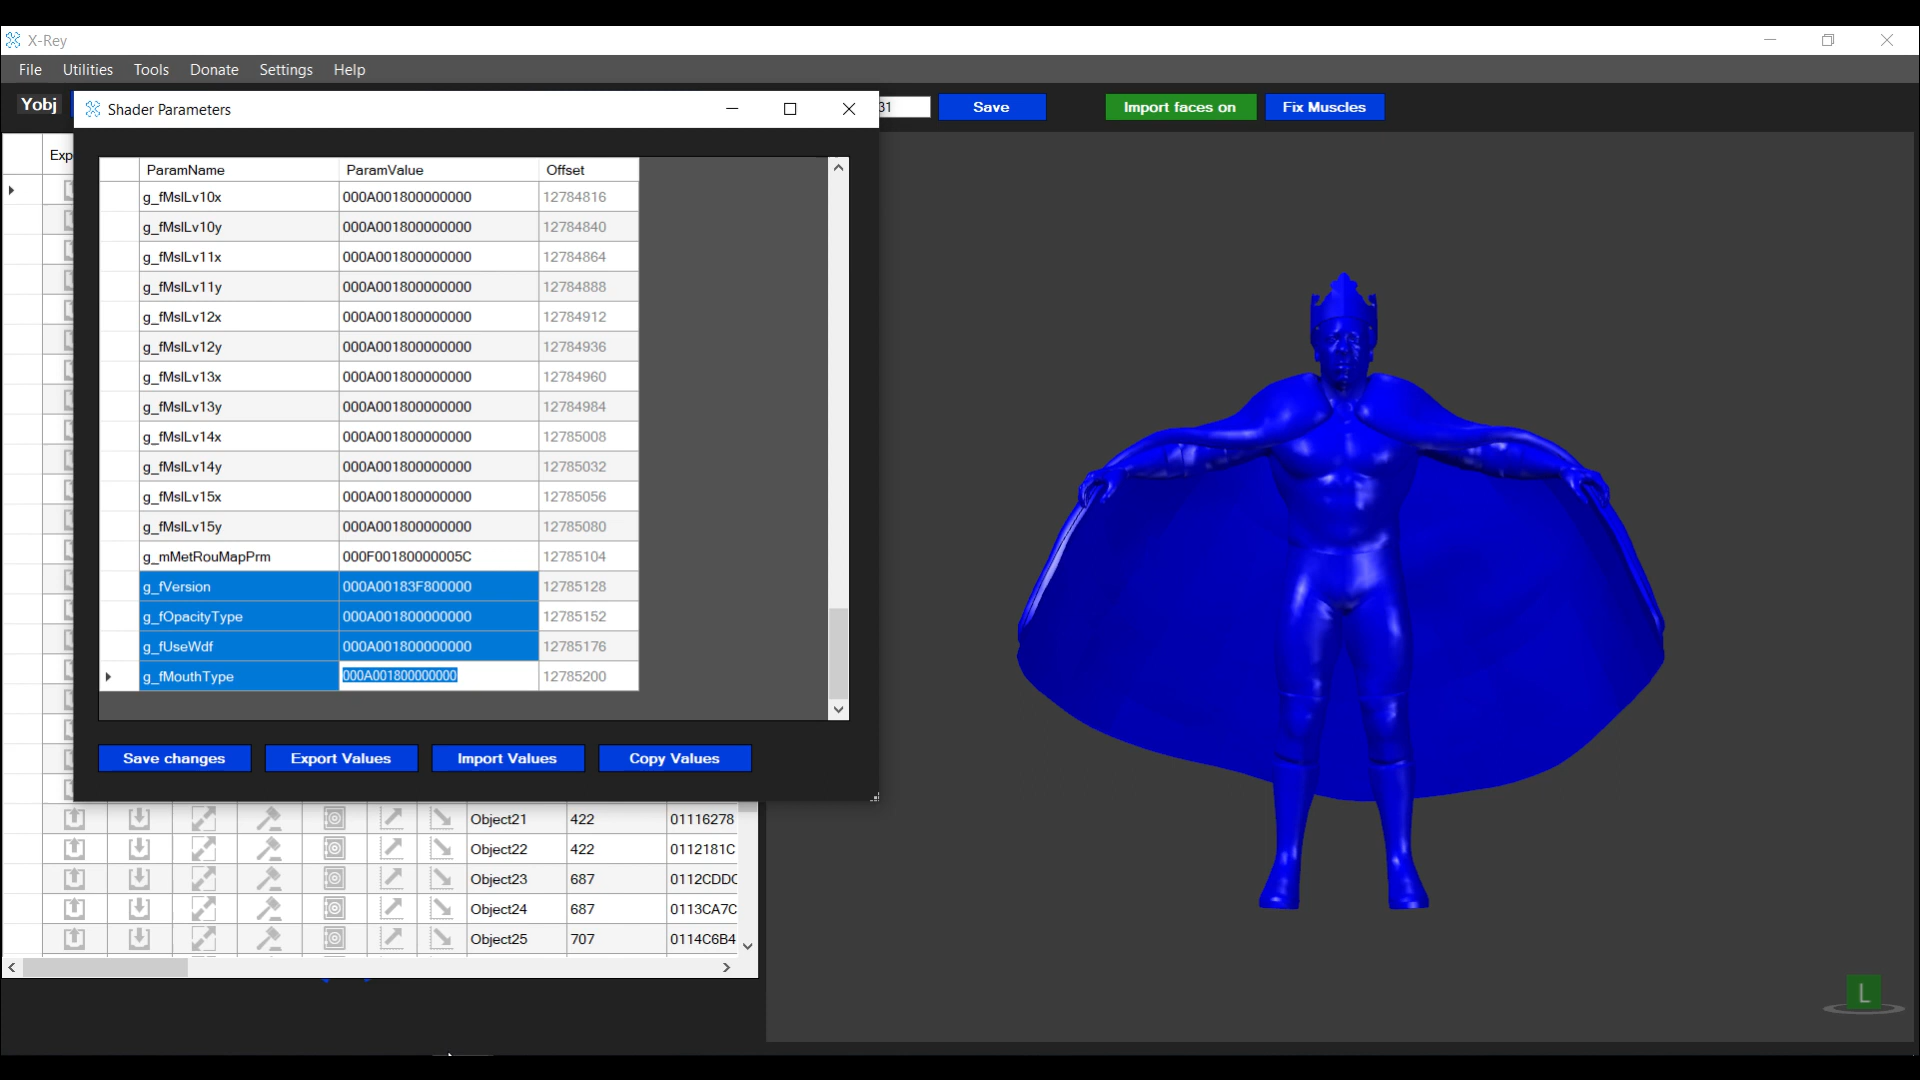 X-Rey
File Utilities Tools Donate Settings Help
Yobj
Shader Parameters
31 Save Import faces on Fix Muscles
Exp
ParamName ParamValue Offset
g_fMslLv10x 000A001800000000 12784816
g_fMslLv10y 000A001800000000 12784840
g_fMslLv11x 000A001800000000 12784864
g_fMslLv11y 000A001800000000 12784888
g_fMslLv12x 000A001800000000 12784912
g_fMslLv12y 000A001800000000 12784936
g_fMslLv13x 000A001800000000 12784960
g_fMslLv13y 000A001800000000 12784984
g_fMslLv14x 000A001800000000 12785008
g_fMslLv14y 000A001800000000 12785032
g_fMslLv15x 000A001800000000 12785056
g_fMslLv15y 000A001800000000 12785080
g_mMetRouMapPrm 000F00180000005C 12785104
g_fVersion 000A00183F800000 12785128
g_fOpacityType 000A001800000000 12785152
g_fUseWdf 000A001800000000 12785176
g_fMouthType 000A001800000000 12785200
Save changes Export Values Import Values Copy Values
Object21 422 01116278
Object22 422 0112181C
Object23 687 0112CDDC
Object24 687 0113CA7C
Object25 707 0114C6B4
L